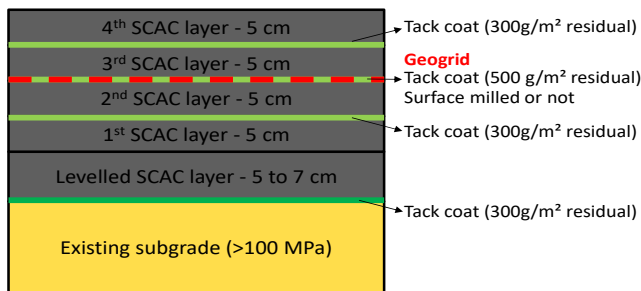 4th SCAC layer - 5 cm
Tack coat (300g/m² residual)
3rd SCAC layer - 5 cm
Geogrid
Tack coat (500 g/m² residual)
Surface milled or not
2nd SCAC layer - 5 cm
1st SCAC layer - 5 cm
Tack coat (300g/m² residual)
Levelled SCAC layer - 5 to 7 cm
Tack coat (300g/m² residual)
Existing subgrade (>100 MPa)